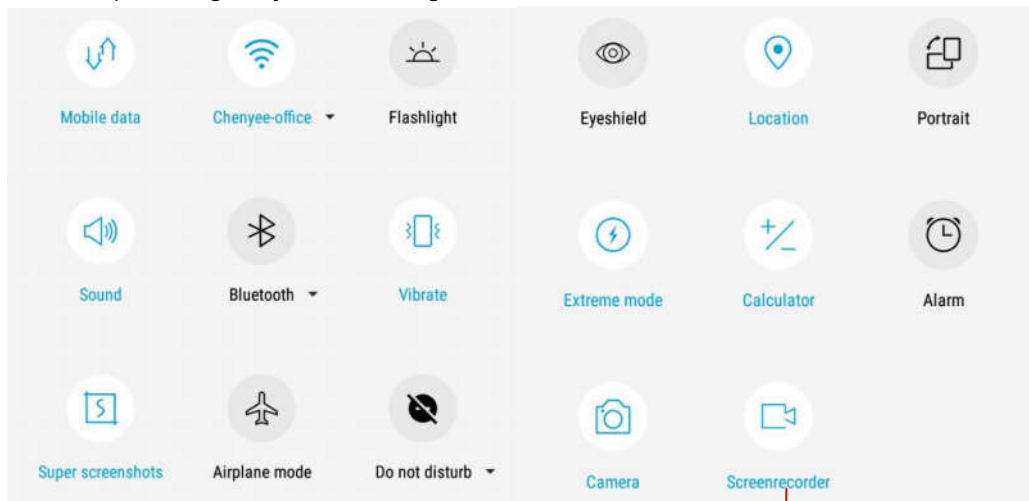 Mobile data
Chenyee-office
Flashlight
Eyeshield
Location
Portrait
Sound
Bluetooth
Vibrate
Extreme mode
Calculator
Alarm
Super screenshots
Airplane mode
Do not disturb
Camera
Screenrecorder